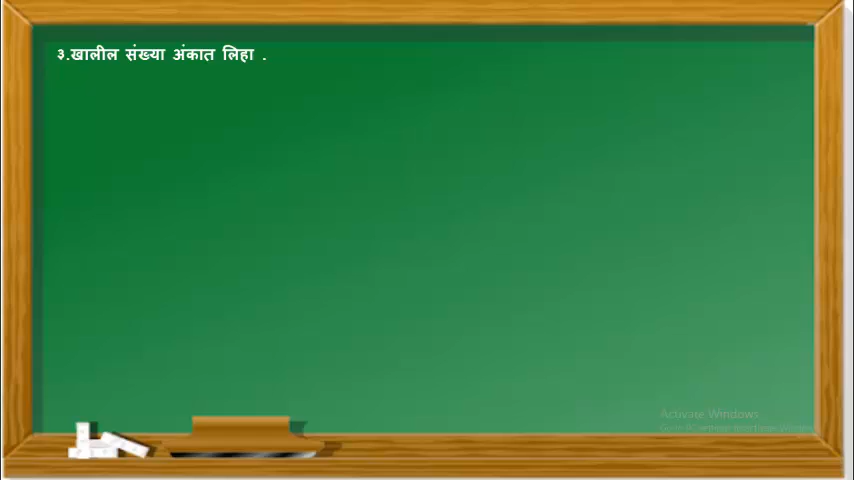 ३.खालील संख्या अंकात लिहा .
Activate Windows